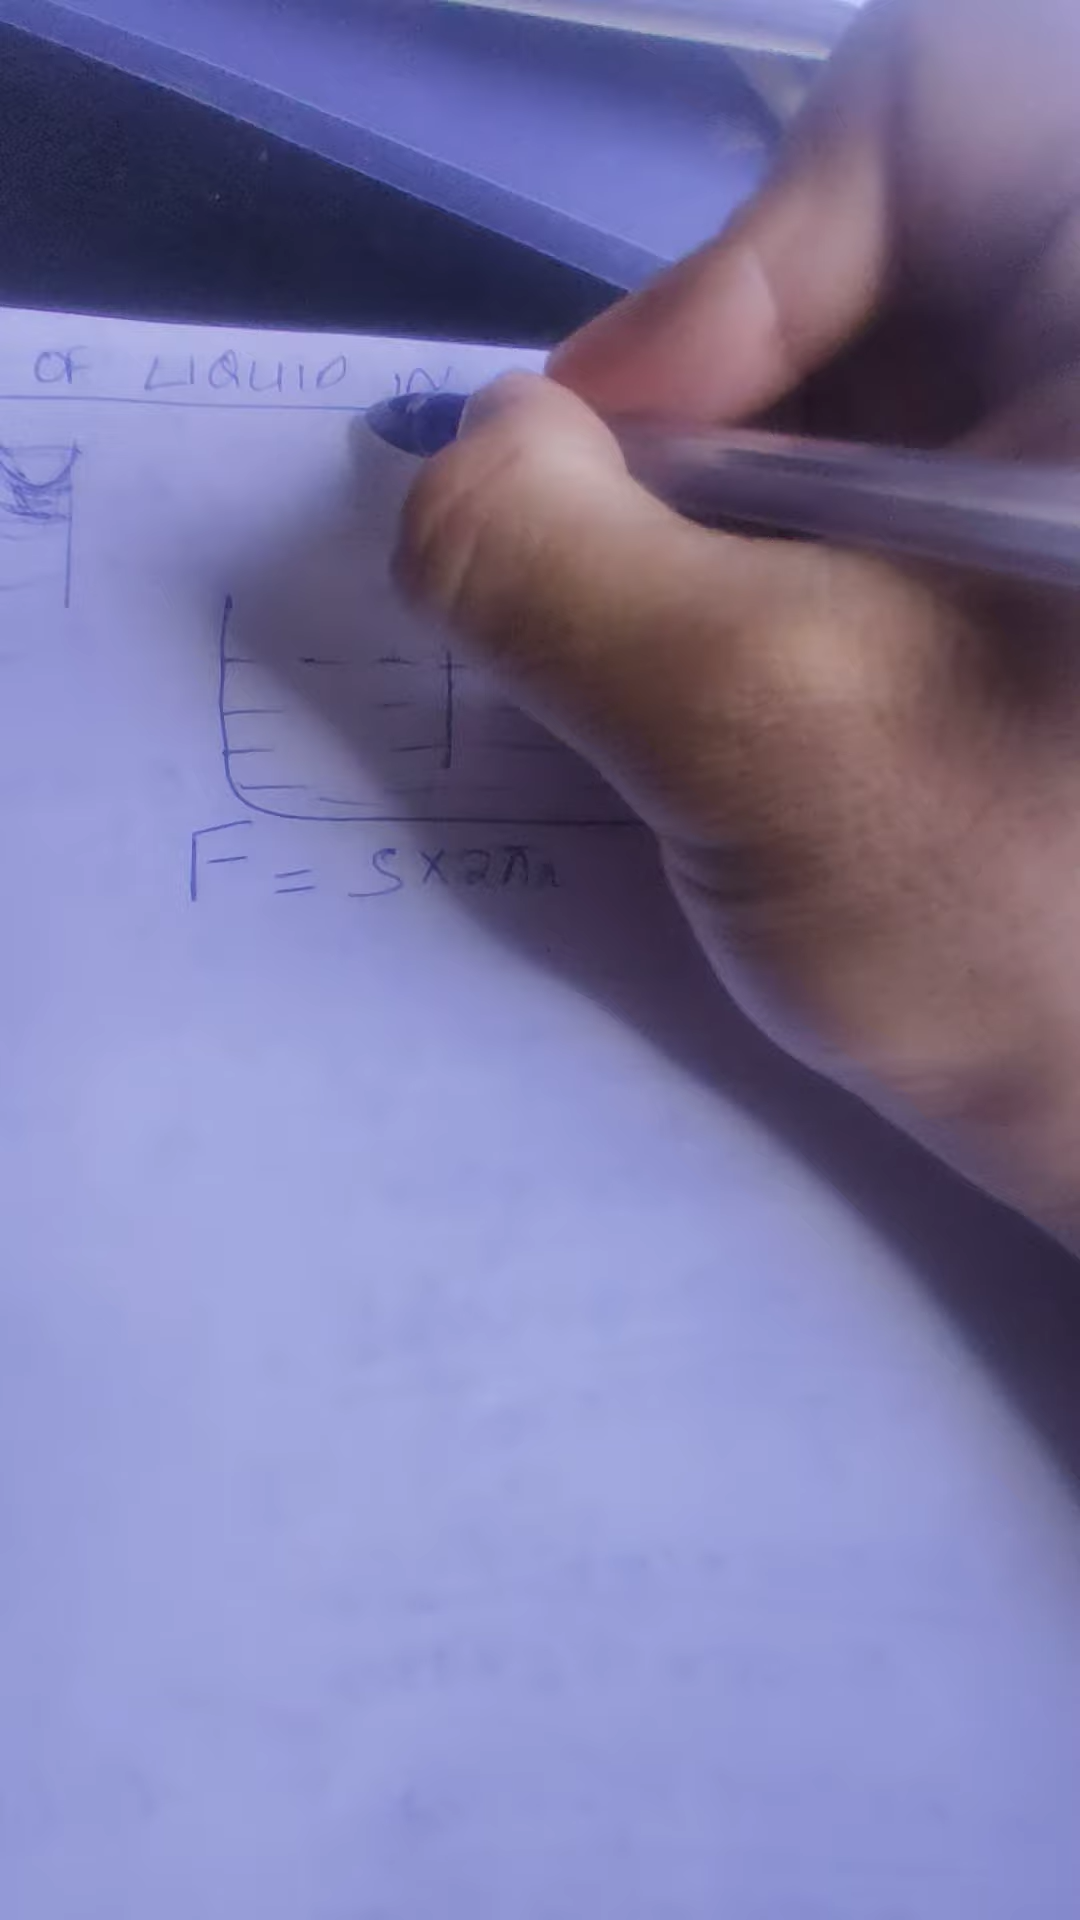 OF LIQUID IN
F = S×2πr